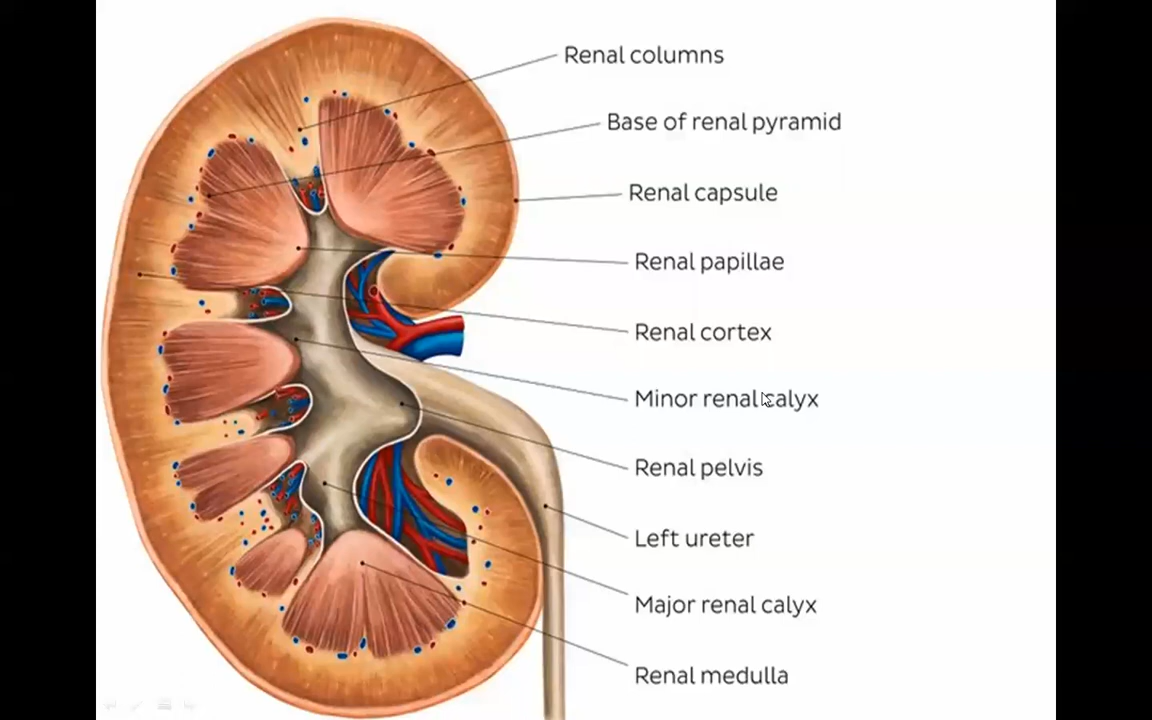 Renal columns
Base of renal pyramid
Renal capsule
Renal papillae
Renal cortex
Minor renal calyx
Renal pelvis
Left ureter
Major renal calyx
Renal medulla